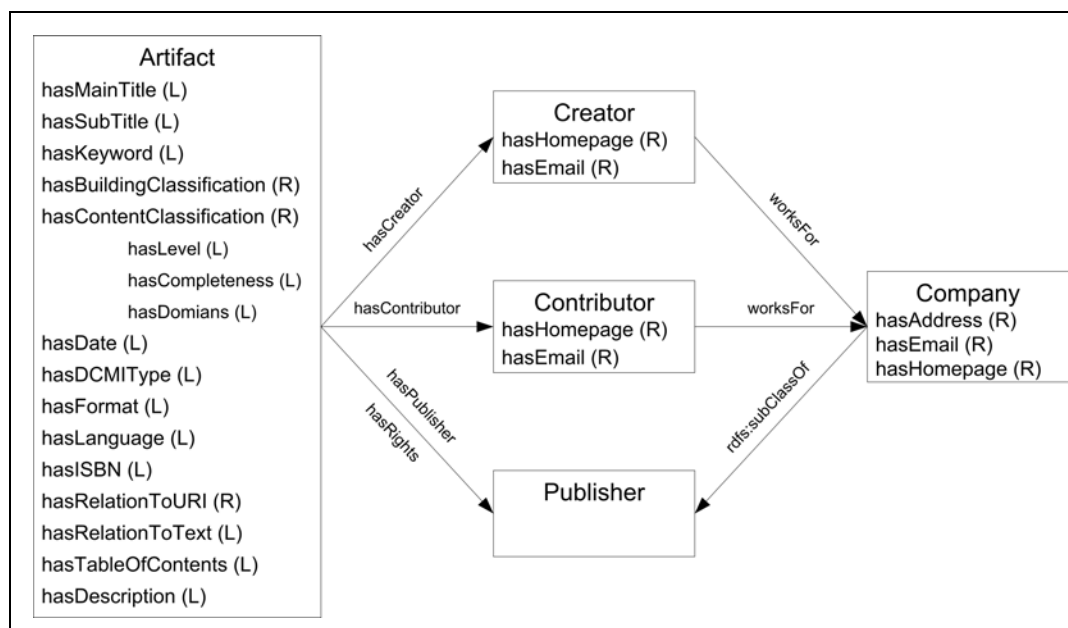 Artifact
hasMainTitle (L)
hasSubTitle (L)
hasKeyword (L)
hasBuildingClassification (R)
hasContentClassification (R)
hasLevel (L)
hasCompleteness (L)
hasDomians (L)
hasDate (L)
hasDCMIType (L)
hasFormat (L)
hasLanguage (L)
hasISBN (L)
hasRelationToURI (R)
hasRelationToText (L)
hasTableOfContents (L)
hasDescription (L)
hasCreator
hasContributor
hasPublisher
hasRights
Creator
hasHomepage (R)
hasEmail (R)
Contributor
hasHomepage (R)
hasEmail (R)
Publisher
worksFor
worksFor
rdfs:subClassOf
Company
hasAddress (R)
hasEmail (R)
hasHomepage (R)